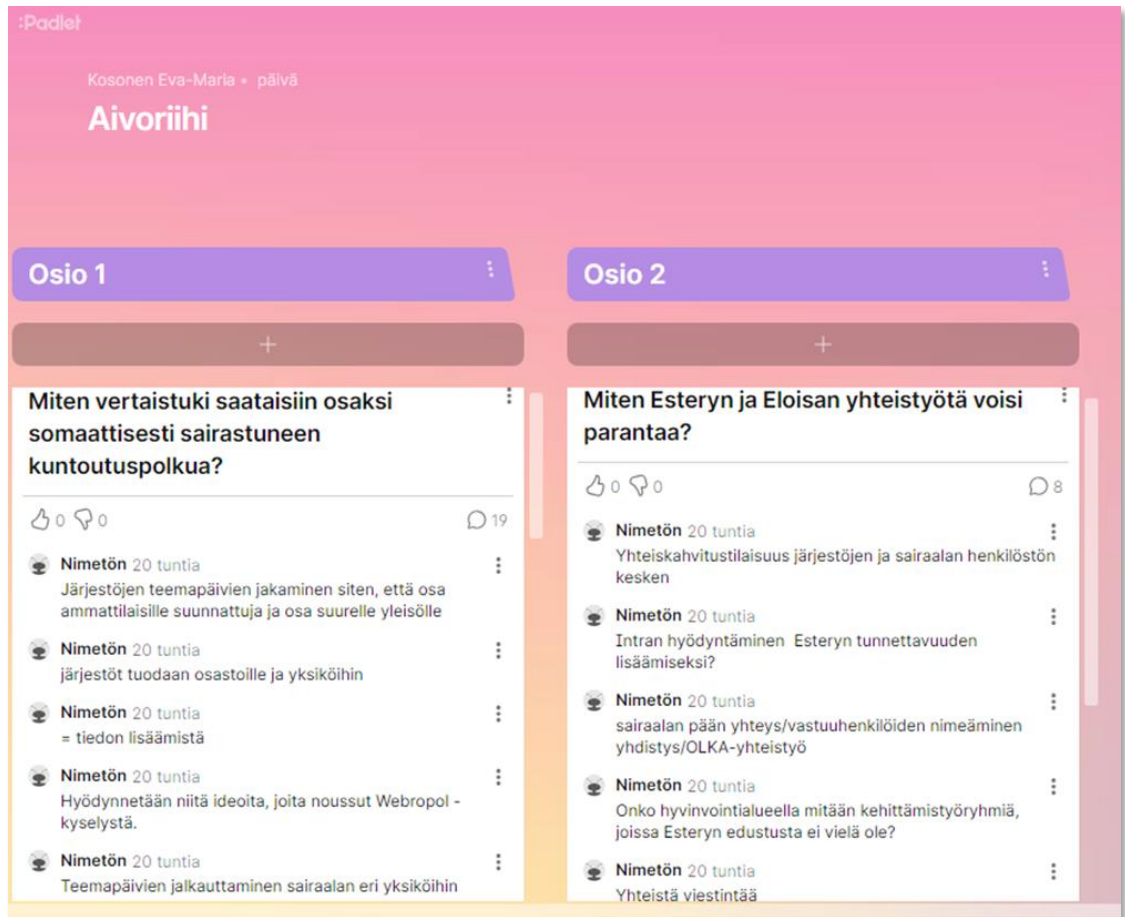 :Padlet
Kosonen Eva-Maria • päivä
Aivoriihi
Osio 1
+
Miten vertaistuki saataisiin osaksi
somaattisesti sairastuneen
kuntoutuspolkua?
0 0 19
Nimetön 20 tuntia
Järjestöjen teemapäivien jakaminen siten, että osa
ammattilaisille suunnattuja ja osa suurelle yleisölle
Nimetön 20 tuntia
järjestöt tuodaan osastoille ja yksiköihin
Nimetön 20 tuntia
= tiedon lisäämistä
Nimetön 20 tuntia
Hyödynnetään niitä ideoita, joita noussut Webropol -
kyselystä.
Nimetön 20 tuntia
Teemapäivien jalkauttaminen sairaalan eri yksiköihin
Osio 2
+
Miten Esteryn ja Eloisan yhteistyötä voisi
parantaa?
0 0 8
Nimetön 20 tuntia
Yhteiskahvitustilaisuus järjestöjen ja sairaalan henkilöstön
kesken
Nimetön 20 tuntia
Intran hyödyntäminen Esteryn tunnettavuuden
lisäämiseksi?
Nimetön 20 tuntia
sairaalan pään yhteys/vastuuhenkilöiden nimeäminen
yhdistys/OLKA-yhteistyö
Nimetön 20 tuntia
Onko hyvinvointialueella mitään kehittämistyöryhmiä,
joissa Esteryn edustusta ei vielä ole?
Nimetön 20 tuntia
Yhteistä viestintää